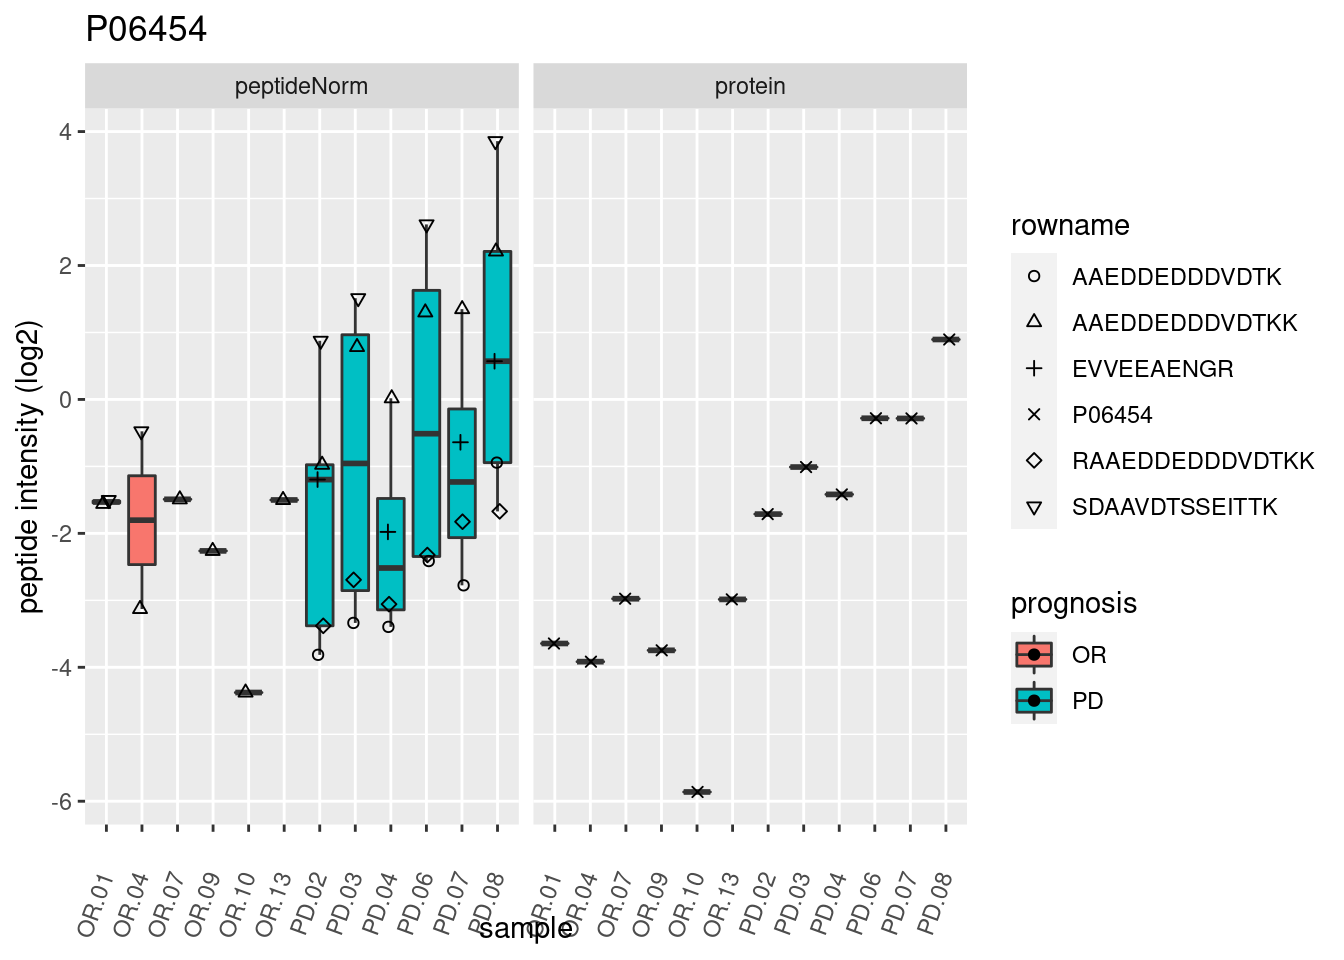 P06454
peptideNorm
protein
peptide intensity (log2)
4
2
0
-2
-4
-6
OR.01
OR.04
OR.07
OR.09
OR.10
OR.13
PD.02
PD.03
PD.04
PD.06
PD.07
PD.08
OR.01
OR.04
OR.07
OR.09
OR.10
OR.13
PD.02
PD.03
PD.04
PD.06
PD.07
PD.08
sample
rowname
AAEDDEDDDVDTK
AAEDDEDDDVDTKK
EVVEEAENGR
P06454
RAAEDDEDDDVDTKK
SDAAVDTSSEITTK
prognosis
OR
PD